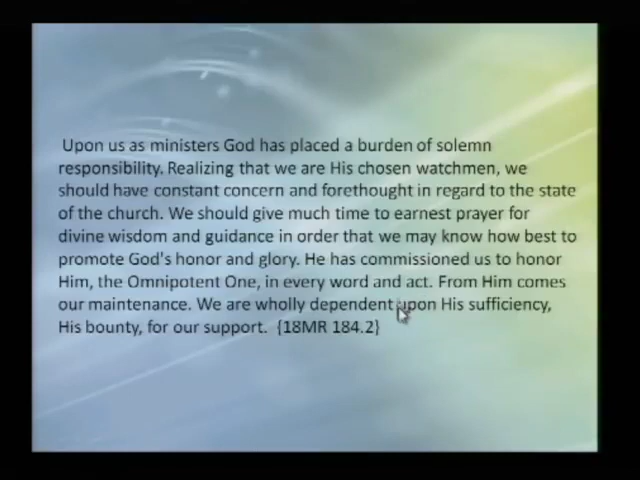 Upon us as ministers God has placed a burden of solemn
responsibility. Realizing that we are His chosen watchmen, we
should have constant concern and forethought in regard to the state
of the church. We should give much time to earnest prayer for
divine wisdom and guidance in order that we may know how best to
promote God's honor and glory. He has commissioned us to honor
Him, the Omnipotent One, in every word and act. From Him comes
our maintenance. We are wholly dependent upon His sufficiency,
His bounty, for our support.  {18MR 184.2}